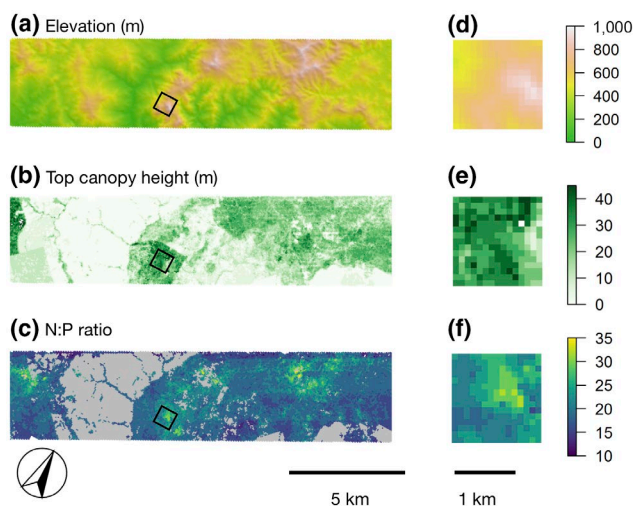 (a) Elevation (m)
(d)
1,000
800
600
400
200
0
(b) Top canopy height (m)
(e)
40
30
20
10
0
(c) N:P ratio
(f)
35
30
25
20
15
10
5 km
1 km